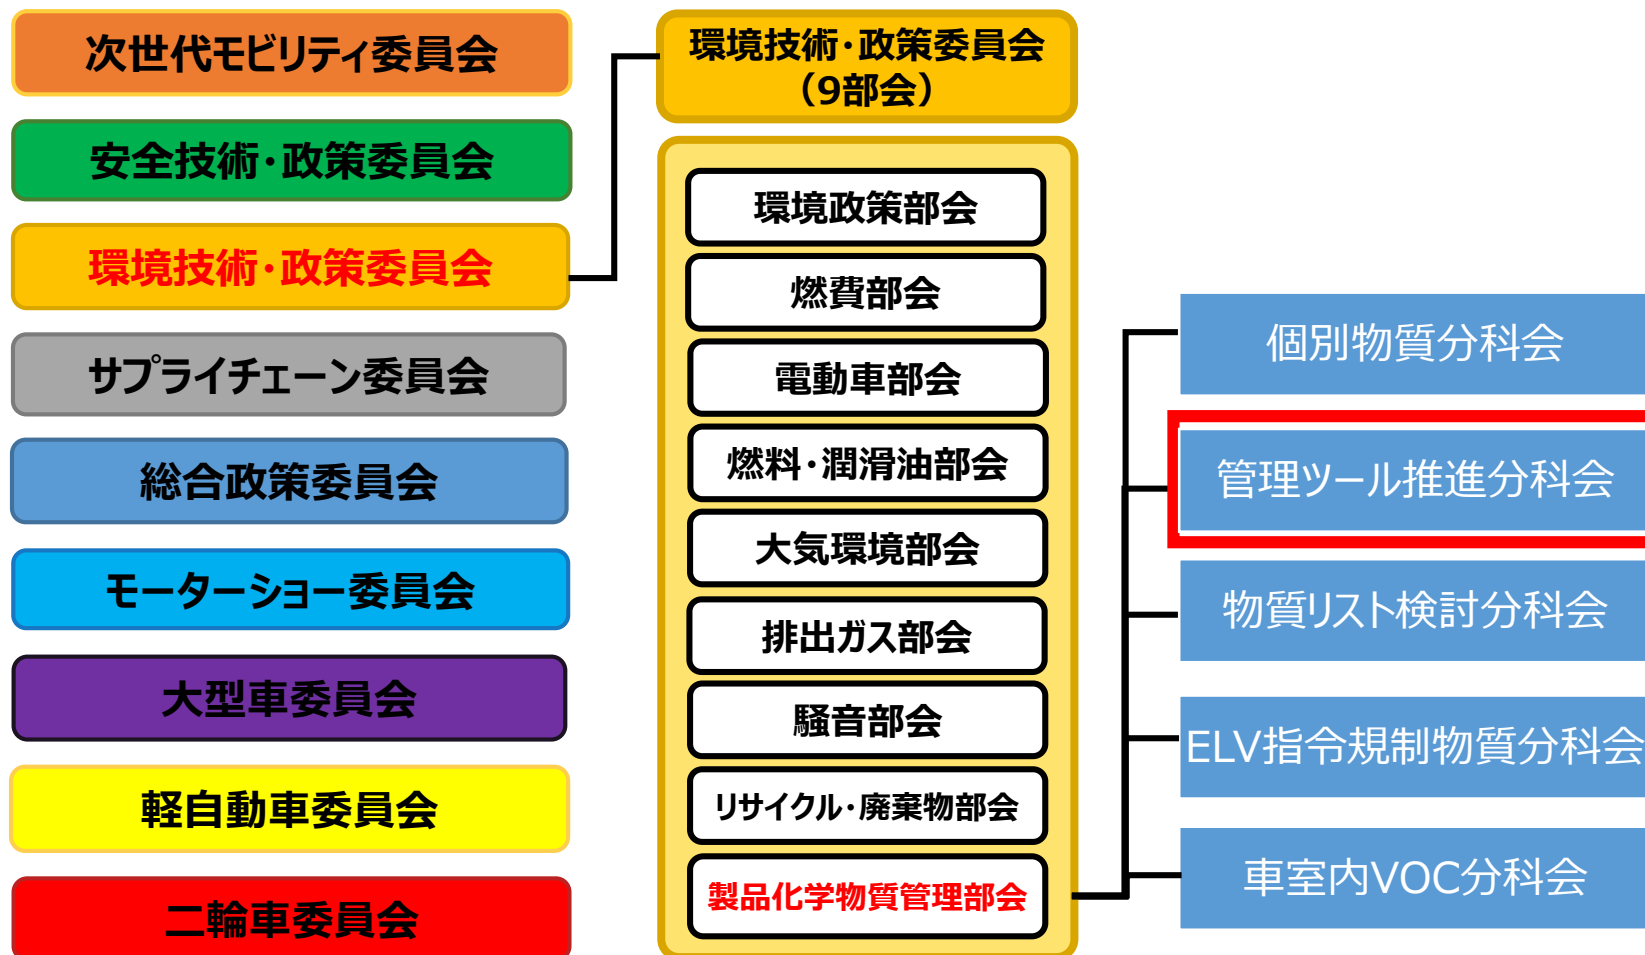 次世代モビリティ委員会
安全技術・政策委員会
環境技術・政策委員会
サプライチェーン委員会
総合政策委員会
モーターショー委員会
大型車委員会
軽自動車委員会
二輪車委員会
環境技術・政策委員会
（9部会）
環境政策部会
燃費部会
電動車部会
燃料・潤滑油部会
大気環境部会
排出ガス部会
騒音部会
リサイクル・廃棄物部会
製品化学物質管理部会
個別物質分科会
管理ツール推進分科会
物質リスト検討分科会
ELV指令規制物質分科会
車室内VOC分科会